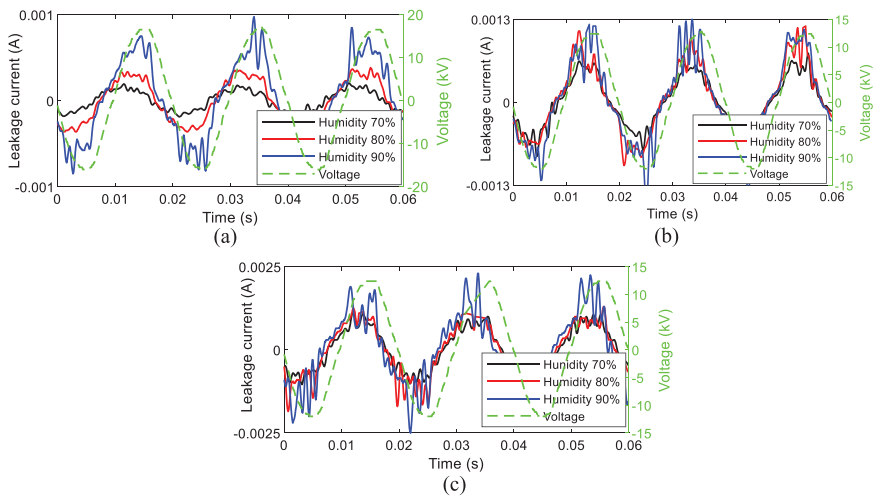 0.001
0
-0.001
Leakage current (A)
20
10
0
-10
-20
Voltage (kV)
Humidity 70%
Humidity 80%
Humidity 90%
Voltage
0 0.01 0.02 0.03 0.04 0.05 0.06
Time (s)
(a)
0.0013
0
-0.0013
Leakage current (A)
15
10
5
0
-5
-10
-15
Voltage (kV)
Humidity 70%
Humidity 80%
Humidity 90%
Voltage
0 0.01 0.02 0.03 0.04 0.05 0.06
Time (s)
(b)
0.0025
0
-0.0025
Leakage current (A)
15
10
5
0
-5
-10
-15
Voltage (kV)
Hunidity 70%
Humidity 80%
Humidity 90%
Voltage
0 0.01 0.02 0.03 0.04 0.05 0.06
Time (s)
(c)